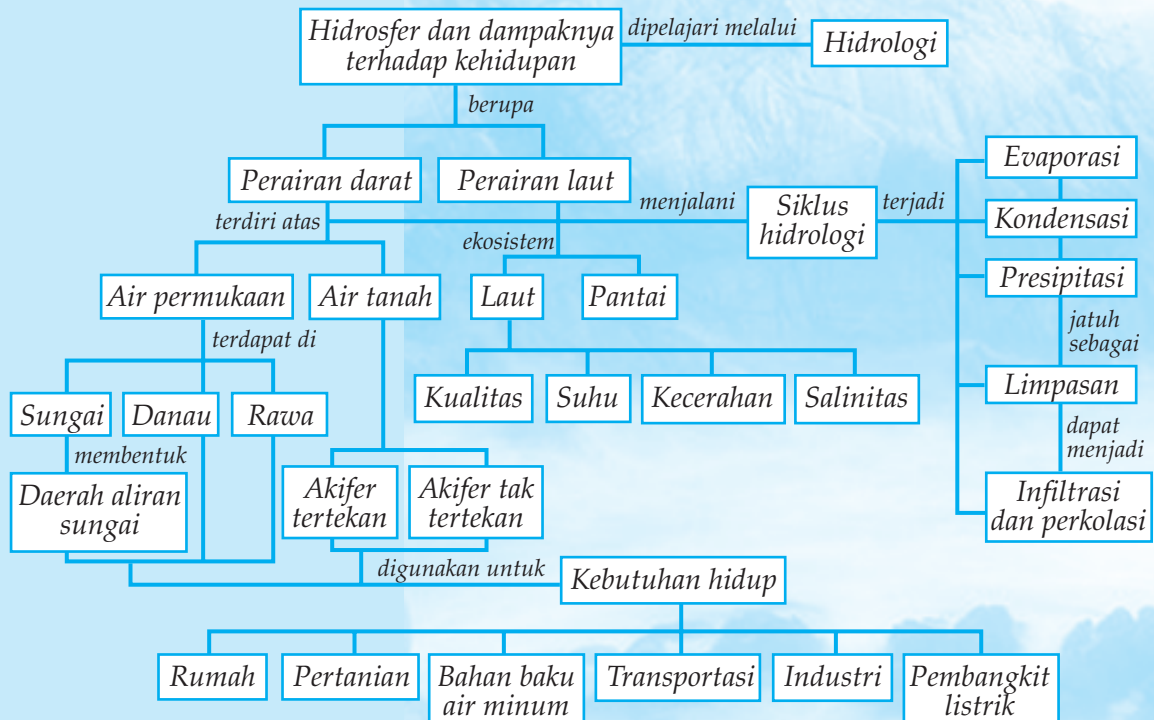 Hidrosfer dan dampaknya
terhadap kehidupan
dipelajari melalui
Hidrologi
berupa
Perairan darat
Perairan laut
menjalani
Siklus
hidrologi
terjadi
Evaporasi
Kondensasi
Presipitasi
jatuh
sebagai
Limpasan
dapat
menjadi
Infiltrasi
dan perkolasi
terdiri atas
ekosistem
Air permukaan
Air tanah
Laut
Pantai
terdapat di
Kualitas
Suhu
Kecerahan
Salinitas
Sungai
Danau
Rawa
membentuk
Daerah aliran
sungai
Akifer
tertekan
Akifer tak
tertekan
digunakan untuk
Kebutuhan hidup
Rumah
Pertanian
Bahan baku
air minum
Transportasi
Industri
Pembangkit
listrik